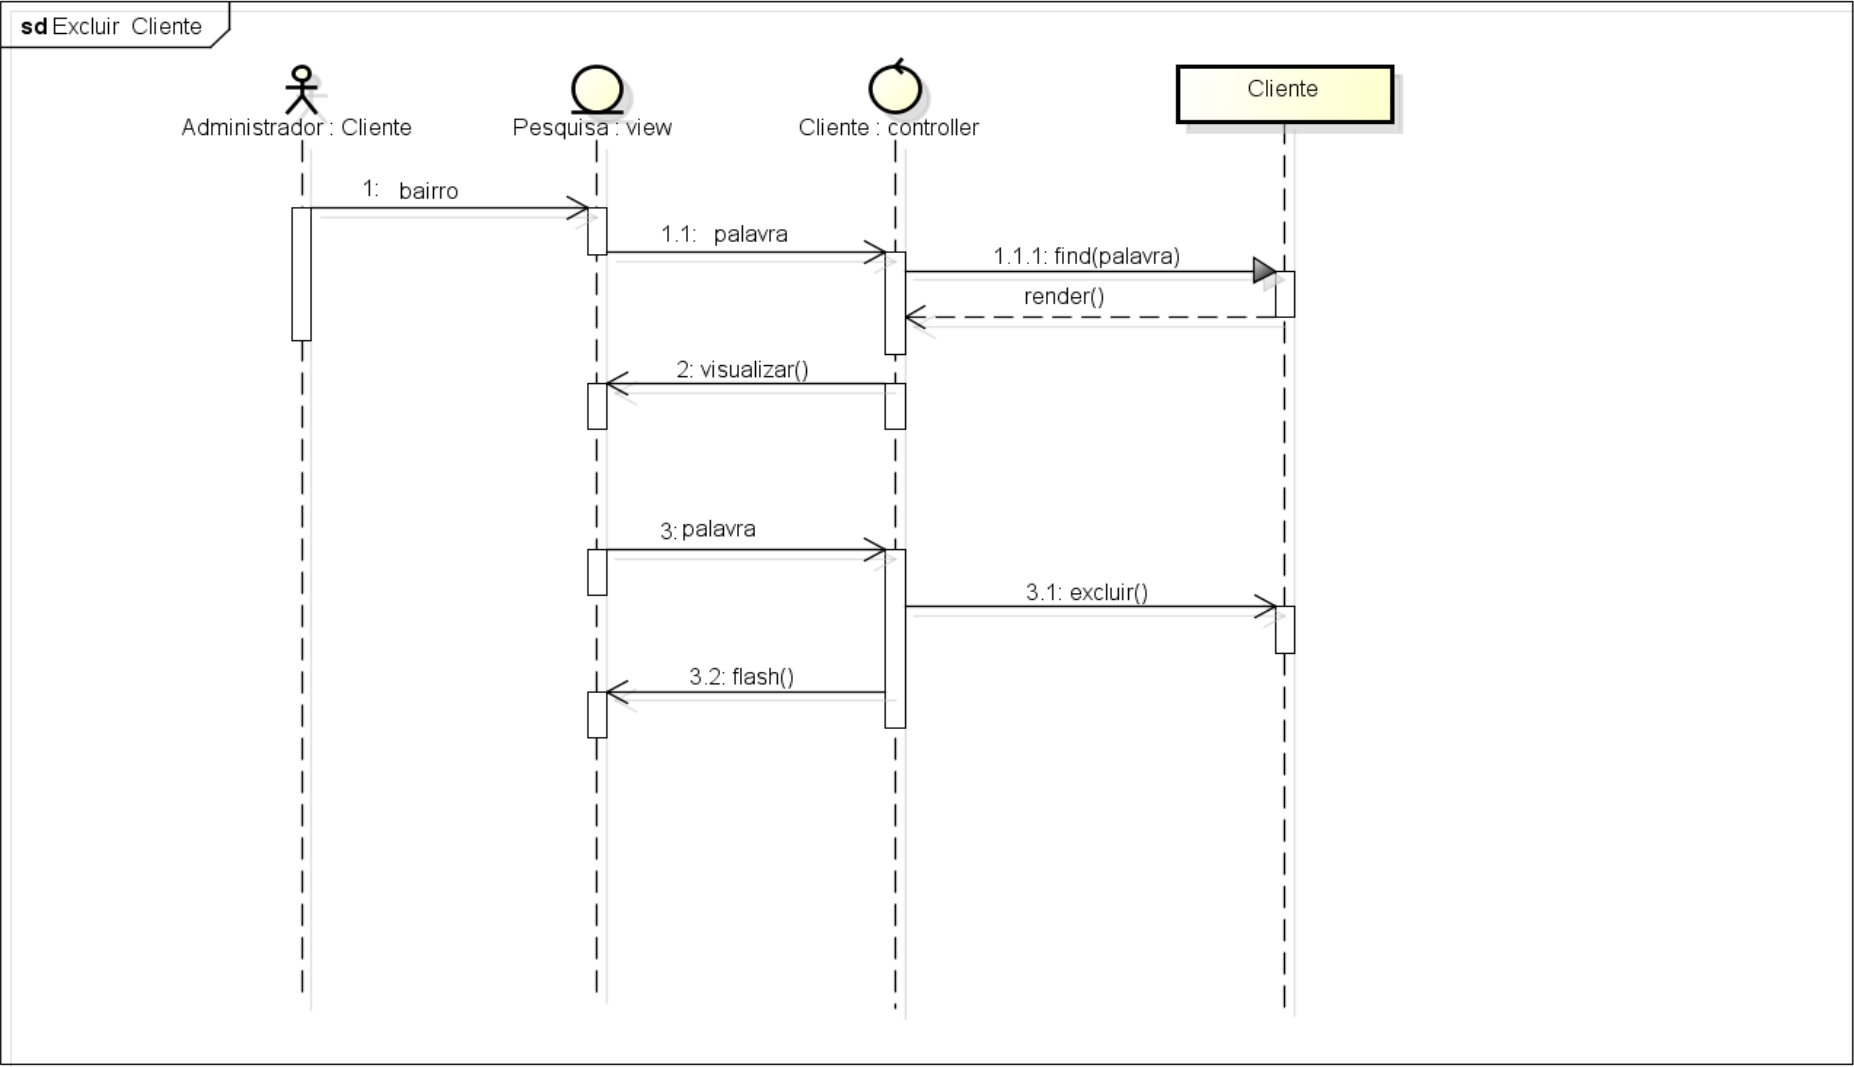 sd Excluir Cliente
Administrador : Cliente
Pesquisa : view
Cliente : controller
Cliente
1: bairro
1.1: palavra
1.1.1: find(palavra)
render()
2: visualizar()
3: palavra
3.1: excluir()
3.2: flash()